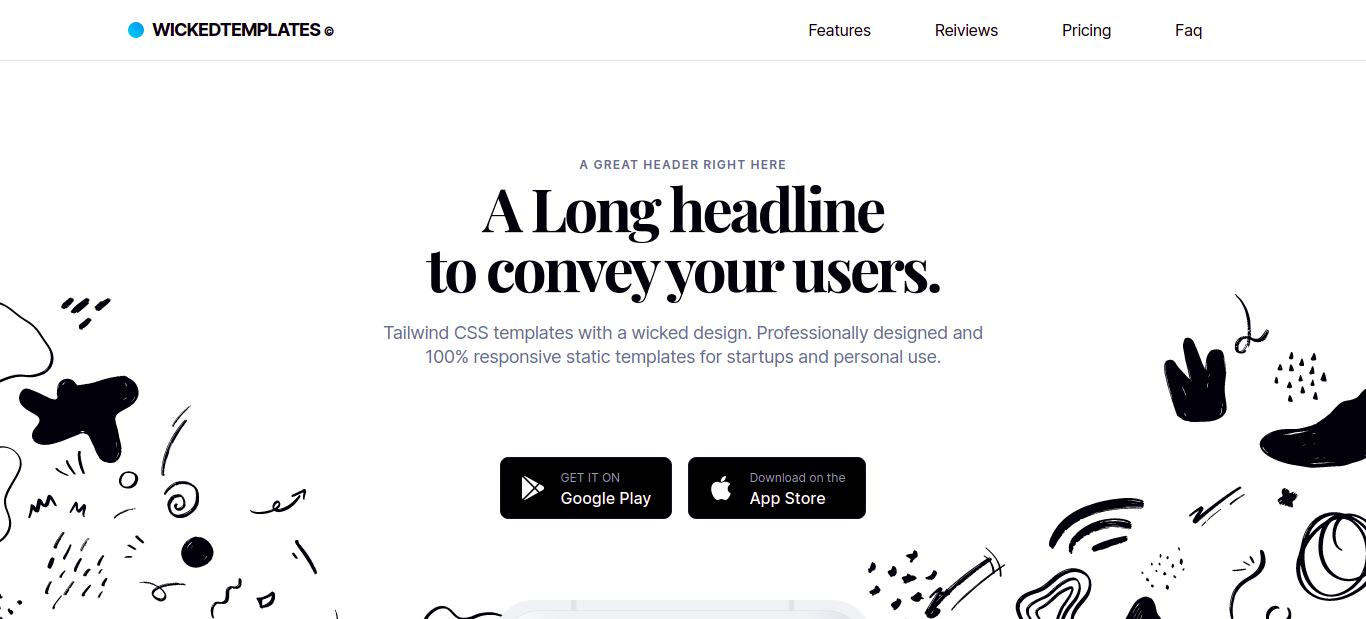 WICKEDTEMPLATES ©
Features
Reiviews
Pricing
Faq
A GREAT HEADER RIGHT HERE
A Long headline
to convey your users.
Tailwind CSS templates with a wicked design. Professionally designed and
100% responsive static templates for startups and personal use.
GET IT ON
Google Play
Download on the
App Store